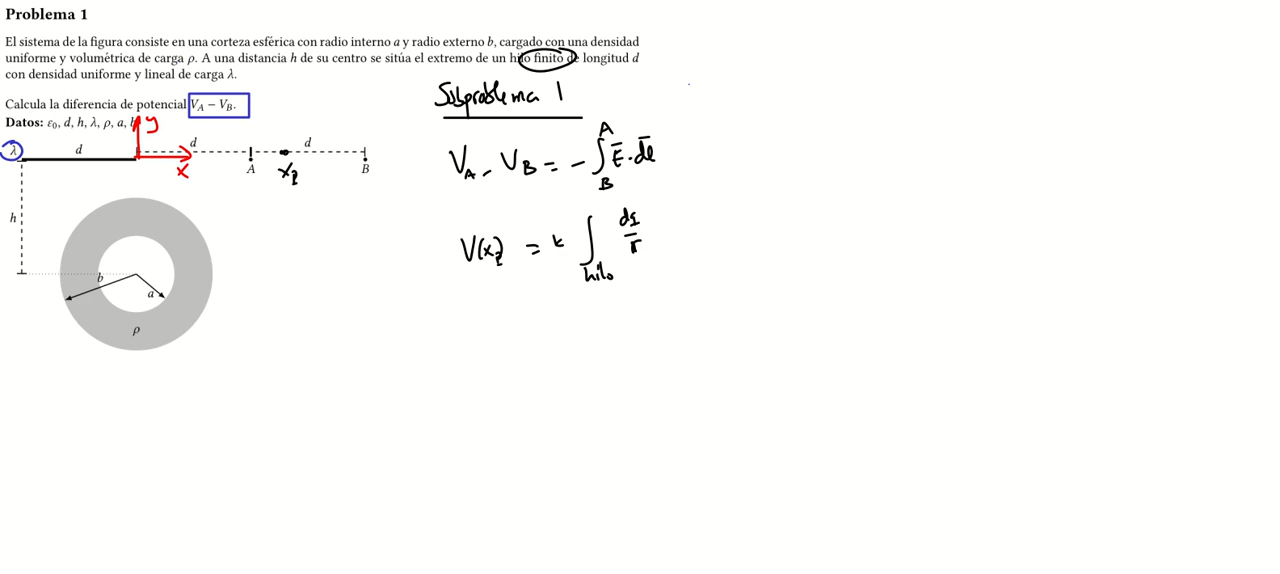 Problema 1
El sistema de la figura consiste en una corteza esférica con radio interno a y radio externo b, cargado con una densidad
uniforme y volumétrica de carga ρ. A una distancia h de su centro se sitúa el extremo de un hilo finito de longitud d
con densidad uniforme y lineal de carga λ.
Calcula la diferencia de potencial V_A − V_B.
Datos: ε₀, d, h, λ, ρ, a,
y
λ
d
d
d
x
A
x_P
B
h
b
a
ρ
Subproblema 1
V_A - V_B = - ∫_B^A E̅ · d̅e̅
V(x_P) = k ∫_hilo dq/r